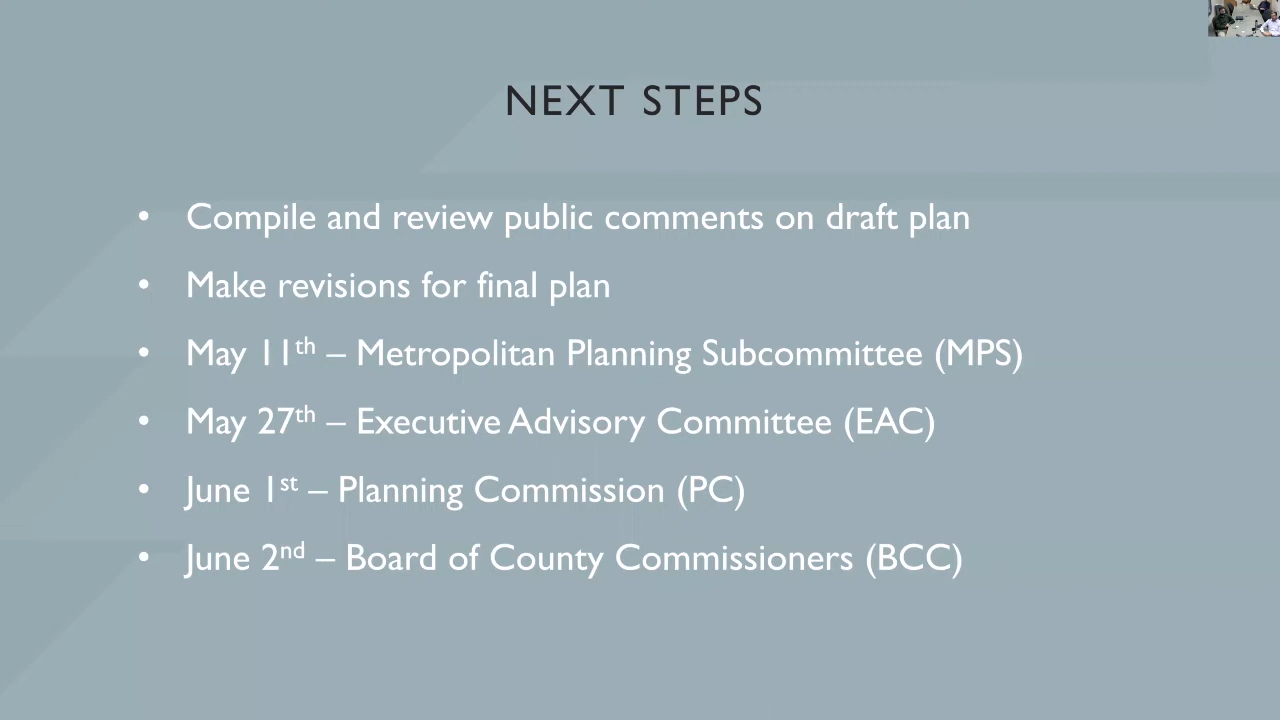 NEXT STEPS
• Compile and review public comments on draft plan
• Make revisions for final plan
• May 11th – Metropolitan Planning Subcommittee (MPS)
• May 27th – Executive Advisory Committee (EAC)
• June 1st – Planning Commission (PC)
• June 2nd – Board of County Commissioners (BCC)